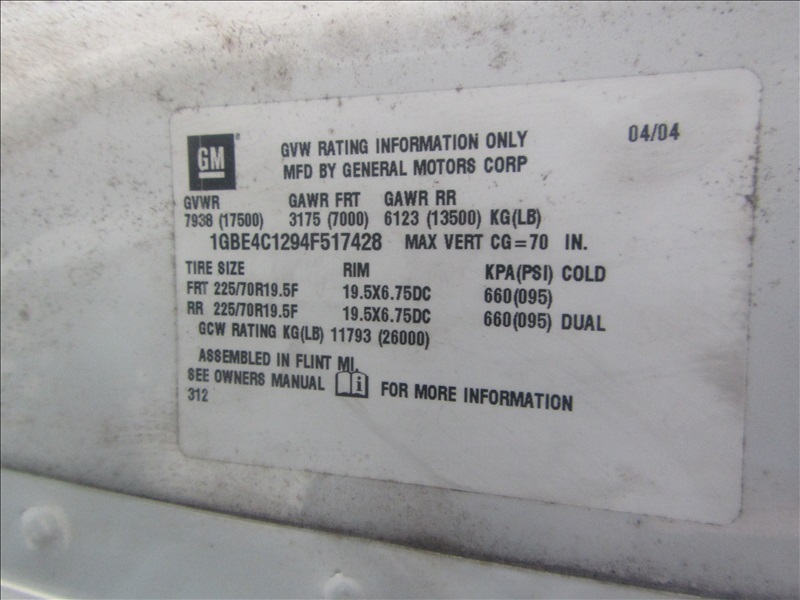 GM ® GVW RATING INFORMATION ONLY 04/04
MFD BY GENERAL MOTORS CORP
GVWR GAWR FRT GAWR RR
7938 (17500) 3175 (7000) 6123 (13500) KG(LB)
1GBE4C1294F517428 MAX VERT CG=70 IN.
TIRE SIZE RIM KPA(PSI) COLD
FRT 225/70R19.5F 19.5X6.75DC 660(095)
RR 225/70R19.5F 19.5X6.75DC 660(095) DUAL
GCW RATING KG(LB) 11793 (26000)
ASSEMBLED IN FLINT MI.
SEE OWNERS MANUAL i FOR MORE INFORMATION
312